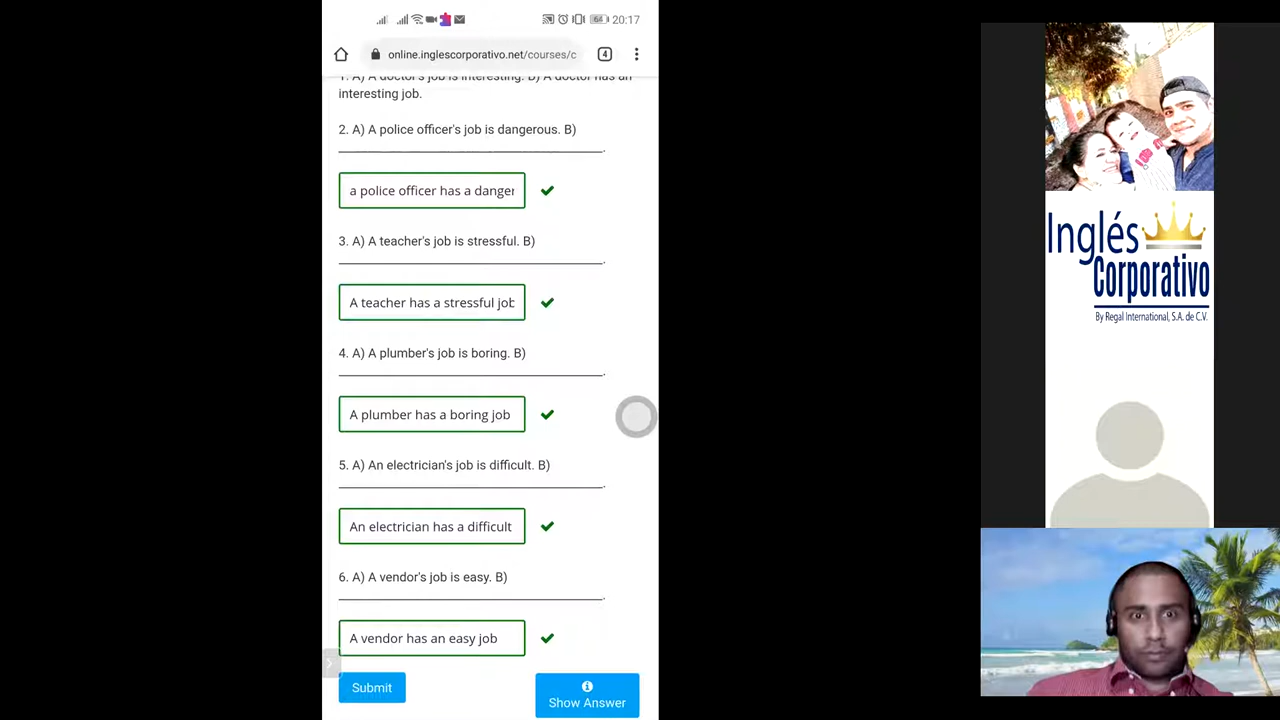 64 20:17
online.inglescorporativo.net/courses/c 4
1. A) A doctor's job is interesting. B) A doctor has an
interesting job.
2. A) A police officer's job is dangerous. B)
a police officer has a danger
3. A) A teacher's job is stressful. B)
A teacher has a stressful job
4. A) A plumber's job is boring. B)
A plumber has a boring job
5. A) An electrician's job is difficult. B)
An electrician has a difficult
6. A) A vendor's job is easy. B)
A vendor has an easy job
Submit
Show Answer
Inglés
Corporativo
By Regal International, S.A. de C.V.